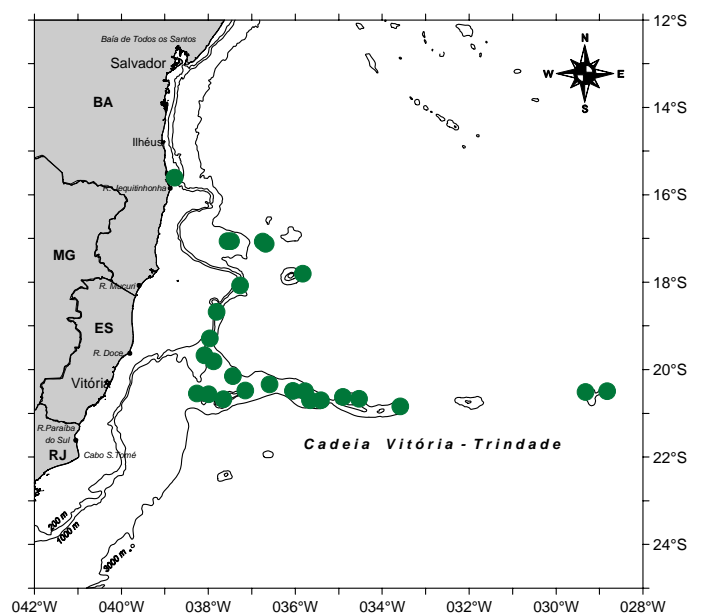 12°S
Baía de Todos os Santos
Salvador
N
W
E
S
BA
14°S
Ilhéus
R. Jequitinhonha
16°S
MG
R. Mucuri
18°S
ES
R. Doce
20°S
Vitória
R.Paraíba
do Sul
Cadeia Vitória - Trindade
RJ
Cabo S.Tomé
22°S
200 m
1000 m
3000 m
24°S
042°W
040°W
038°W
036°W
034°W
032°W
030°W
028°W